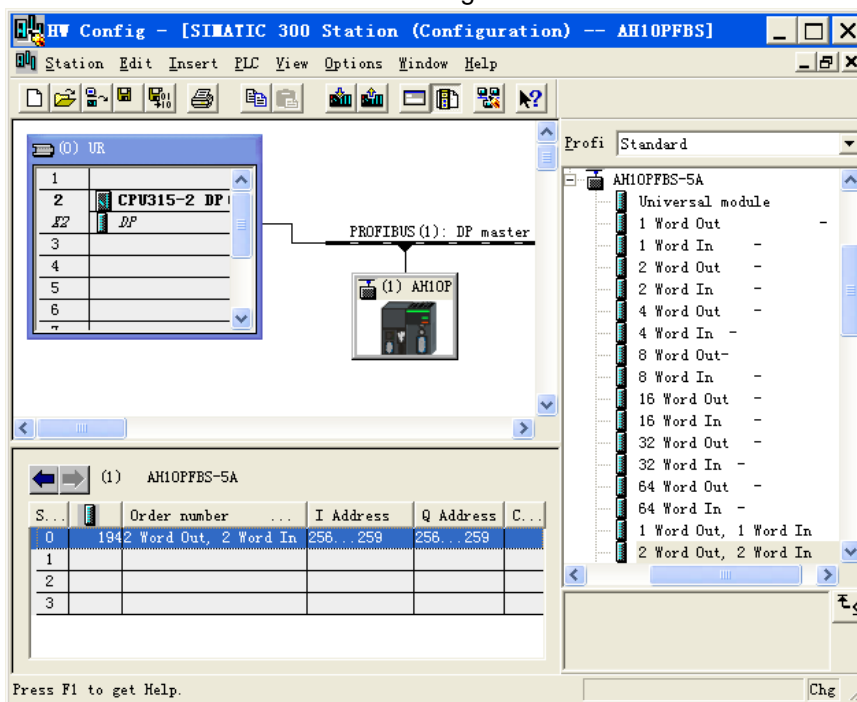 HW Config - [SIMATIC 300 Station (Configuration) -- AH10PFBS]
Station Edit Insert PLC View Options Window Help
(0) UR
1
2 CPU315-2 DP
X2 DP
3
4
5
6
7
PROFIBUS(1): DP master
(1) AH10P
Profi Standard
AH10PFBS-5A
Universal module
1 Word Out -
1 Word In -
2 Word Out -
2 Word In -
4 Word Out -
4 Word In -
8 Word Out-
8 Word In -
16 Word Out -
16 Word In -
32 Word Out -
32 Word In -
64 Word Out -
64 Word In -
1 Word Out, 1 Word In
2 Word Out, 2 Word In
(1) AH10PFBS-5A
S... Order number ... I Address Q Address C...
0 194 2 Word Out, 2 Word In 256...259 256...259
1
2
3
Press F1 to get Help.
Chg